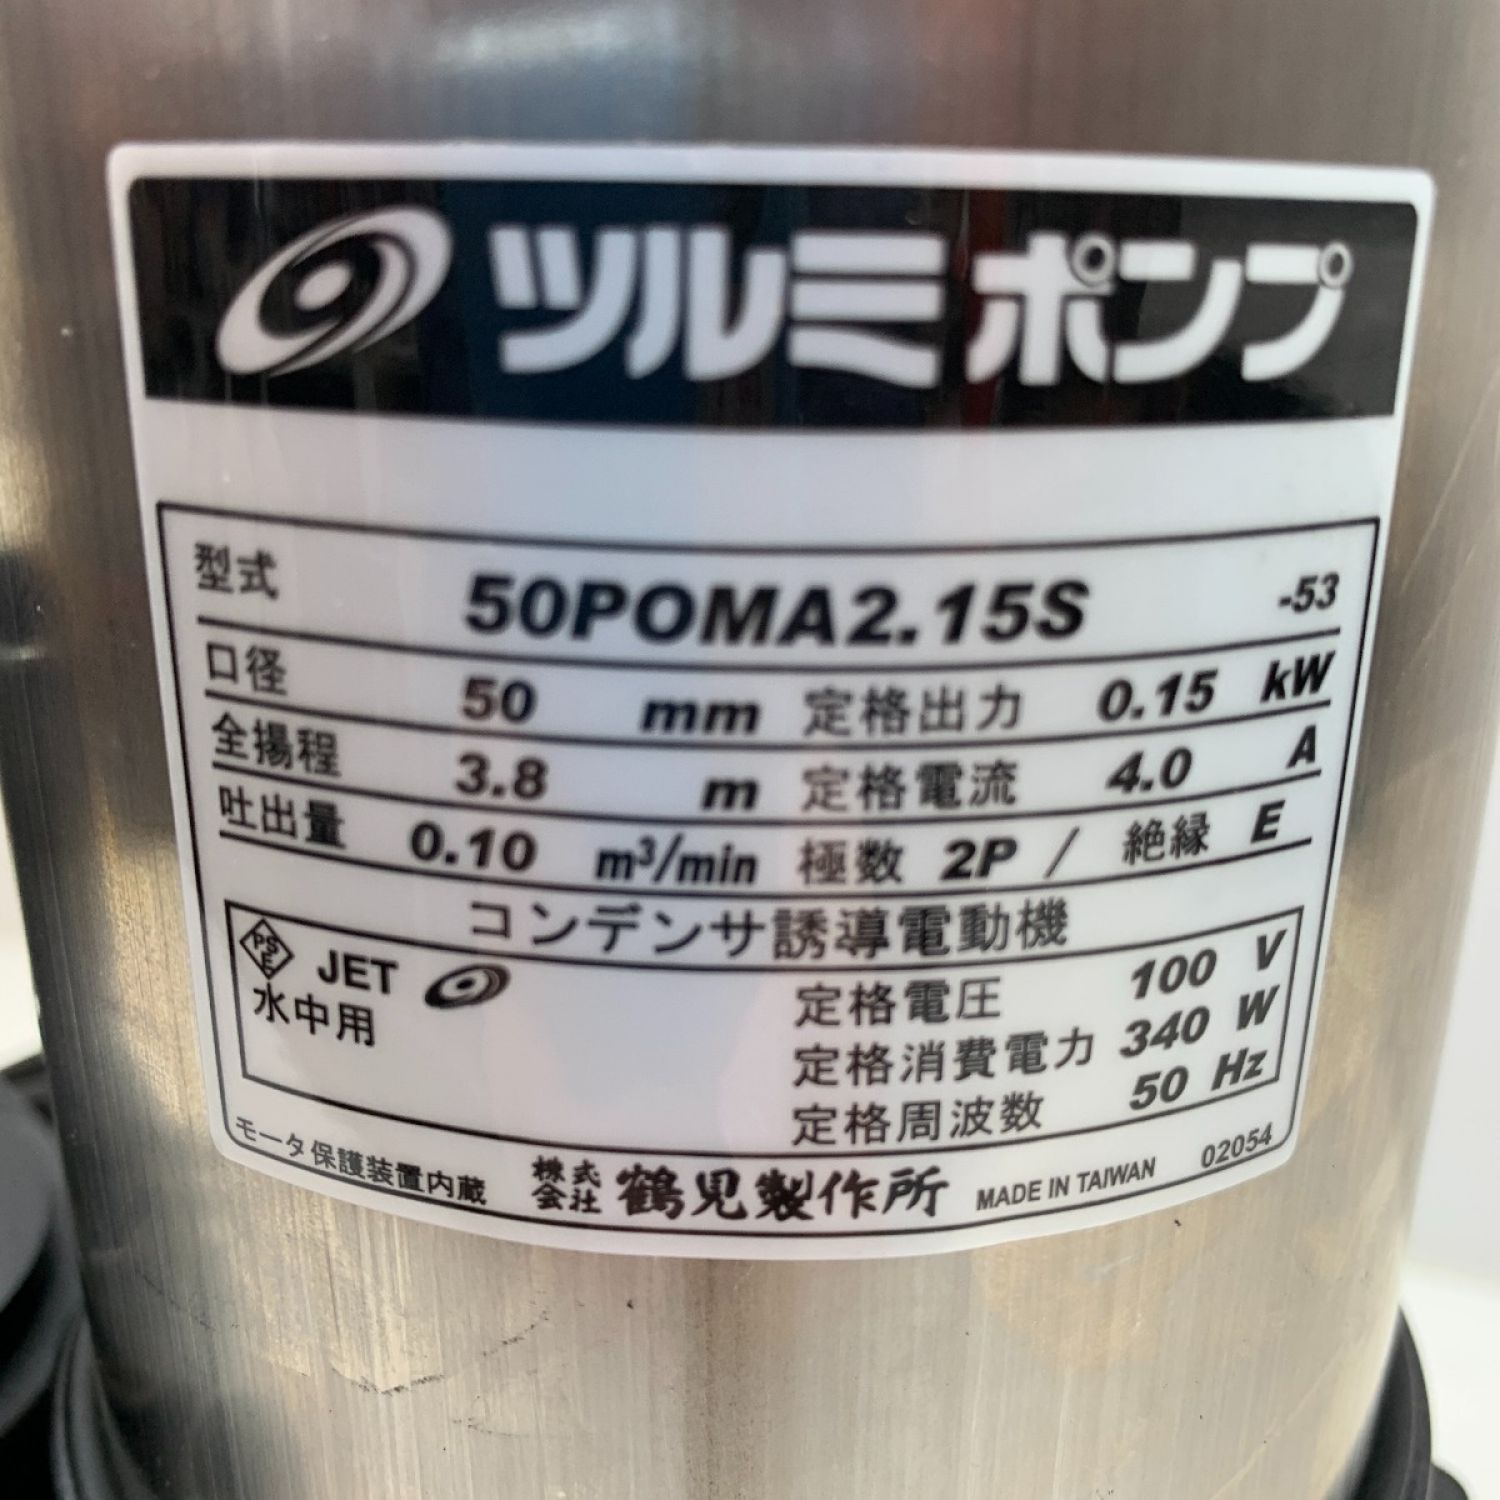 ツルミポンプ
型式 50POMA2.15S -53
口径 50 mm 定格出力 0.15 kW
全揚程 3.8 m 定格電流 4.0 A
吐出量 0.10 m³/min 極数 2P / 絶縁 E
コンデンサ誘導電動機
PSE JET 定格電圧 100 V
水中用 定格消費電力 340 W
定格周波数 50 Hz
モータ保護装置内蔵 株式会社 鶴見製作所 MADE IN TAIWAN 02054